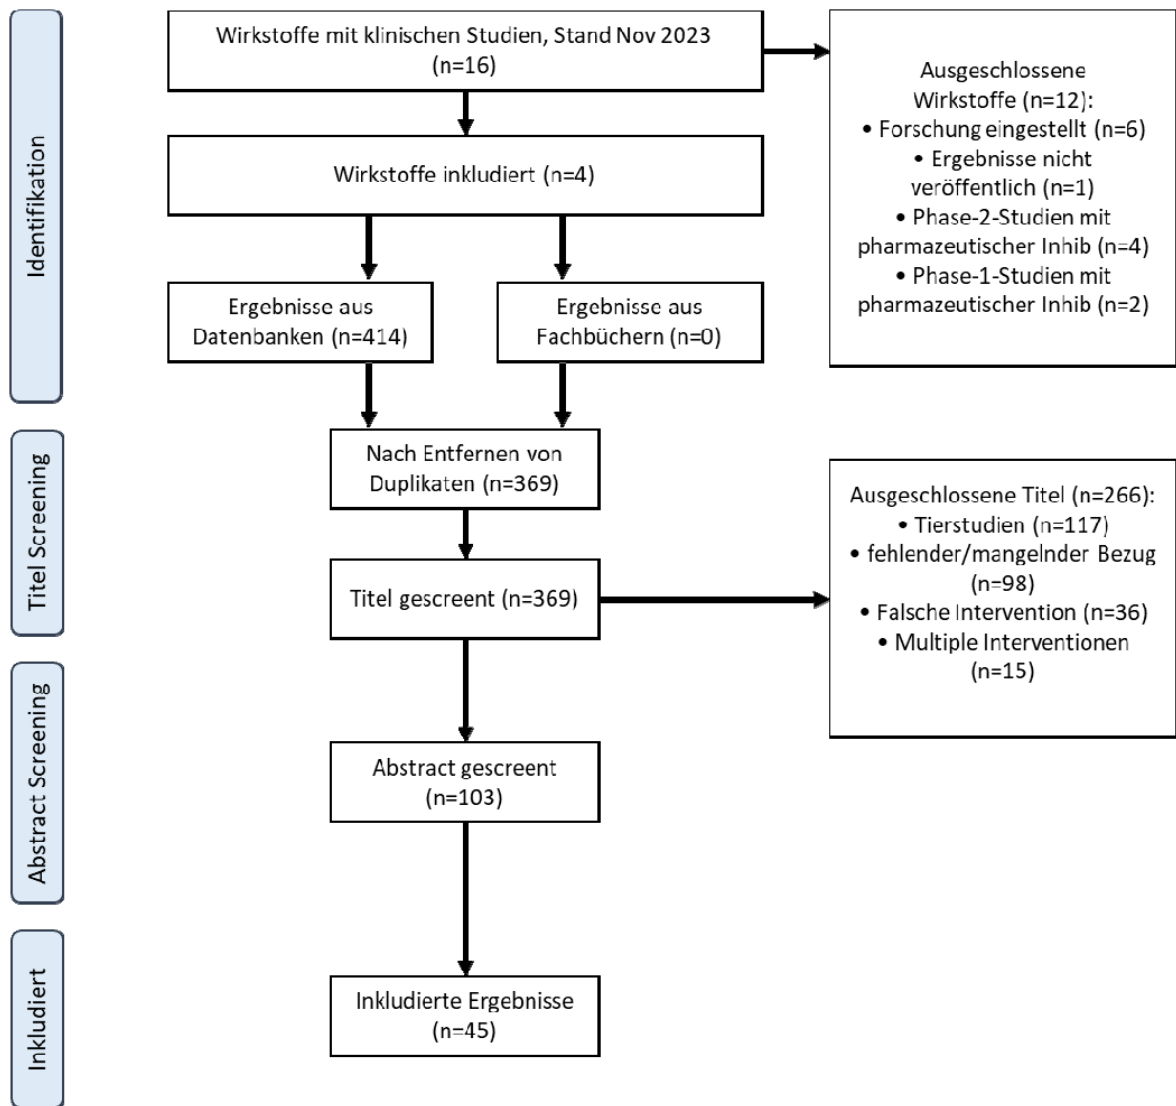 Identifikation
Wirkstoffe mit klinischen Studien, Stand Nov 2023
(n=16)
Ausgeschlossene
Wirkstoffe (n=12):
• Forschung eingestellt (n=6)
• Ergebnisse nicht
veröffentlich (n=1)
• Phase-2-Studien mit
pharmazeutischer Inhib (n=4)
• Phase-1-Studien mit
pharmazeutischer Inhib (n=2)
Wirkstoffe inkludiert (n=4)
Ergebnisse aus
Datenbanken (n=414)
Ergebnisse aus
Fachbüchern (n=0)
Titel Screening
Nach Entfernen von
Duplikaten (n=369)
Titel gescreent (n=369)
Ausgeschlossene Titel (n=266):
• Tierstudien (n=117)
• fehlender/mangelnder Bezug
(n=98)
• Falsche Intervention (n=36)
• Multiple Interventionen
(n=15)
Abstract Screening
Abstract gescreent
(n=103)
Inkludiert
Inkludierte Ergebnisse
(n=45)